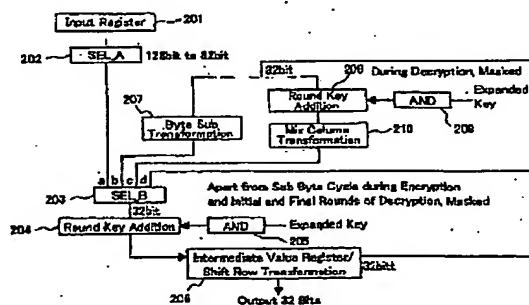 Input Register
201
202
SEL_A
128bit to 32bit
32bit
206
During Decryption, Masked
207
Round Key
Addition
AND
Expanded
Key
209
Byte Sub
Transformation
Mix Column
Transformation
210
a b c d
203
SEL_B
32bit
Apart from Sub Byte Cycle during Encryption
and Initial and Final Rounds of Decryption, Masked
204
Round Key Addition
AND
Expanded Key
205
Intermediate Value Register/
Shift Row Transformation
32bit
206
Output 32 Bits